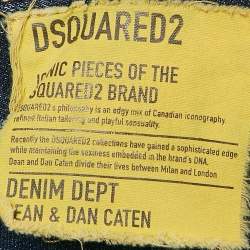 DSQUARED2
ONIC PIECES OF THE
SQUARED2 BRAND
DSQUARED2's philosophy is an edgy mix of Canadian iconography
refined Italian tailoring and playful sensuality.
Recently the DSQUARED2 collections have gained a sophisticated edge
while maintaining the sexiness embedded in the brand's DNA.
Dean and Dan Caten divide their lives between Milan and London
DENIM DEPT
EAN & DAN CATEN